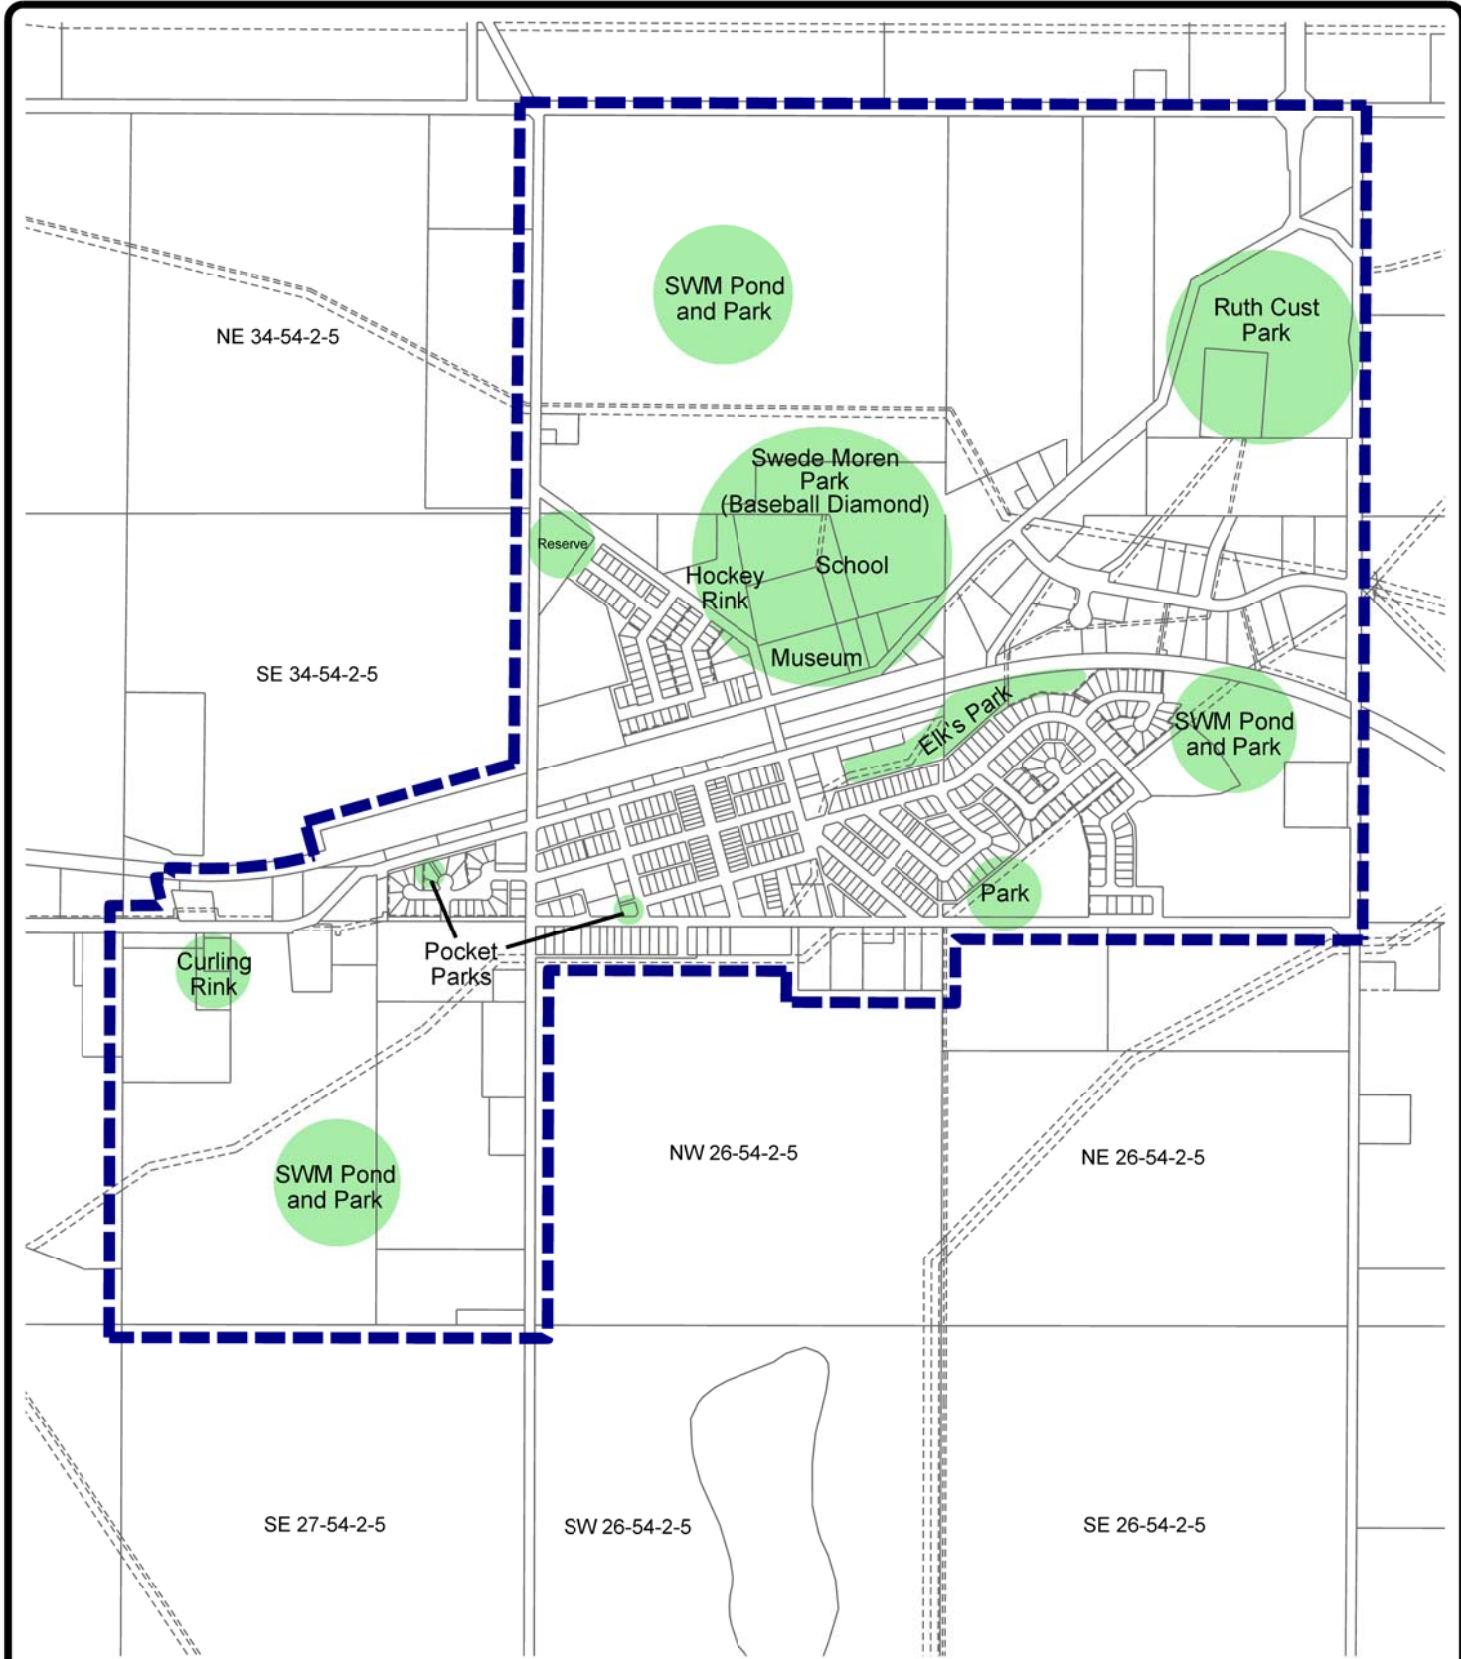 SWM Pond
and Park
Ruth Cust
Park
NE 34-54-2-5
Swede Moren
Park
(Baseball Diamond)
Reserve
School
Hockey
Rink
Museum
SE 34-54-2-5
Elk's Park
SWM Pond
and Park
Park
Pocket
Parks
Curling
Rink
NW 26-54-2-5
NE 26-54-2-5
SWM Pond
and Park
SE 27-54-2-5
SW 26-54-2-5
SE 26-54-2-5